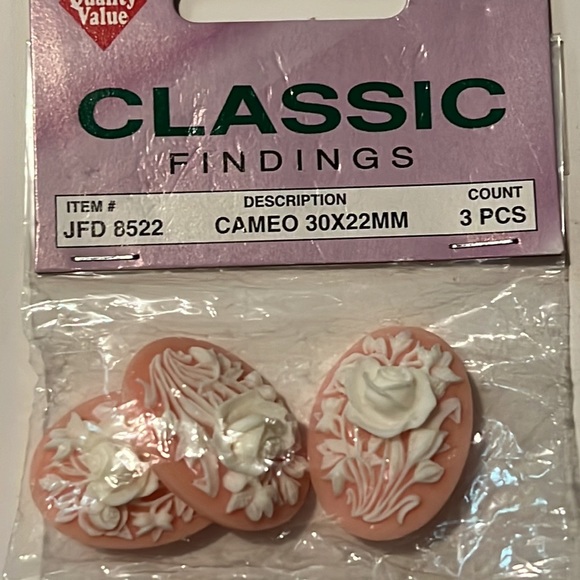 Quality
Value
CLASSIC
FINDINGS
ITEM # DESCRIPTION COUNT
JFD 8522 CAMEO 30X22MM 3 PCS